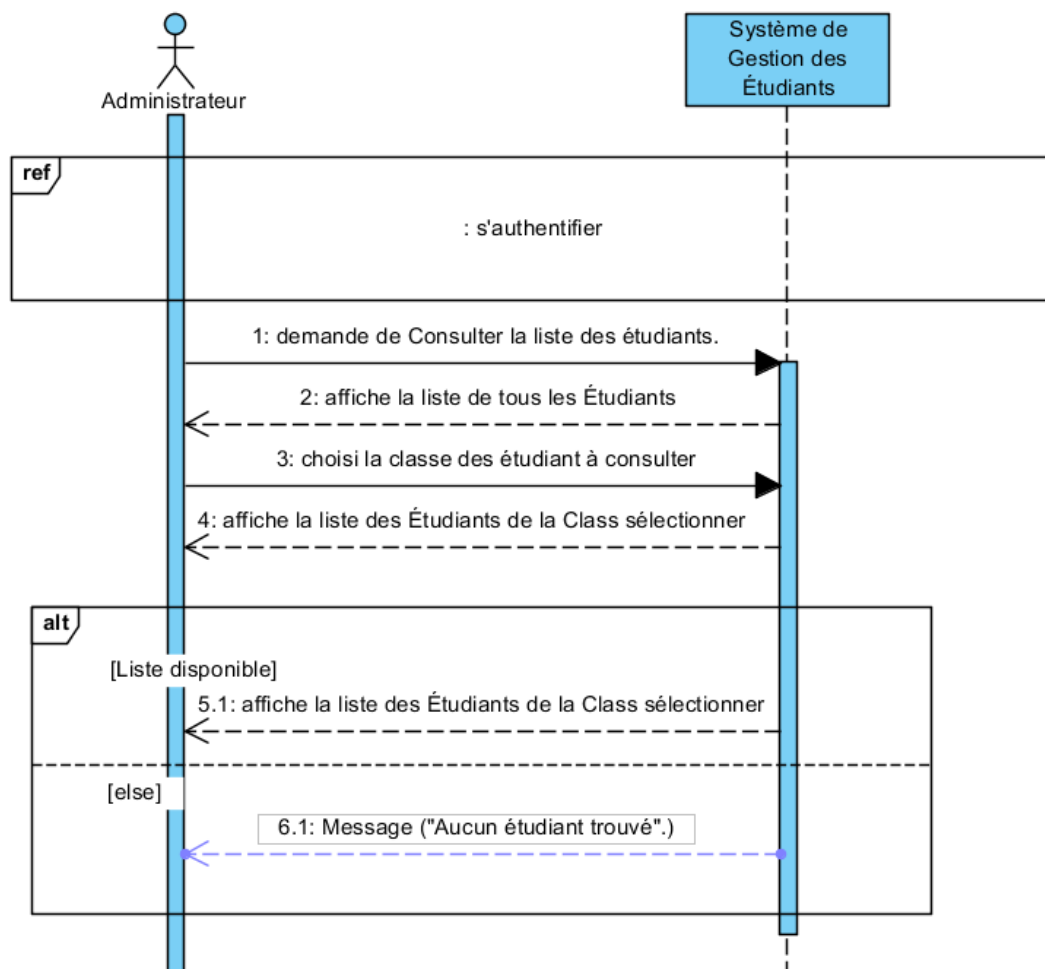 Administrateur
Système de
Gestion des
Étudiants
ref
: s'authentifier
1: demande de Consulter la liste des étudiants.
2: affiche la liste de tous les Étudiants
3: choisi la classe des étudiant à consulter
4: affiche la liste des Étudiants de la Class sélectionner
alt
[Liste disponible]
5.1: affiche la liste des Étudiants de la Class sélectionner
[else]
6.1: Message ("Aucun étudiant trouvé".)